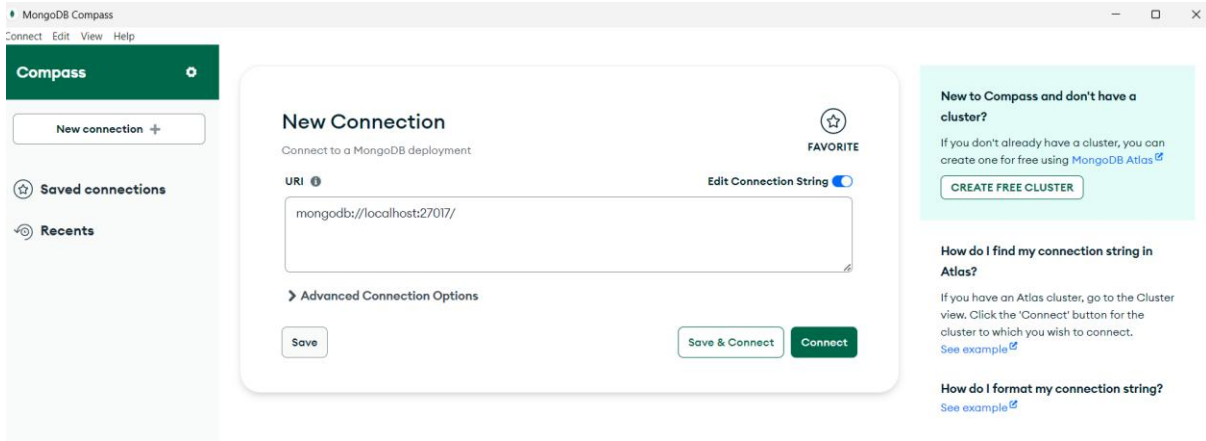 MongoDB Compass
Connect Edit View Help
Compass
New connection +
Saved connections
Recents
New Connection
Connect to a MongoDB deployment
FAVORITE
URI
Edit Connection String
mongodb://localhost:27017/
Advanced Connection Options
Save
Save & Connect
Connect
New to Compass and don't have a
cluster?
If you don't already have a cluster, you can
create one for free using MongoDB Atlas
CREATE FREE CLUSTER
How do I find my connection string in
Atlas?
If you have an Atlas cluster, go to the Cluster
view. Click the 'Connect' button for the
cluster to which you wish to connect.
See example
How do I format my connection string?
See example